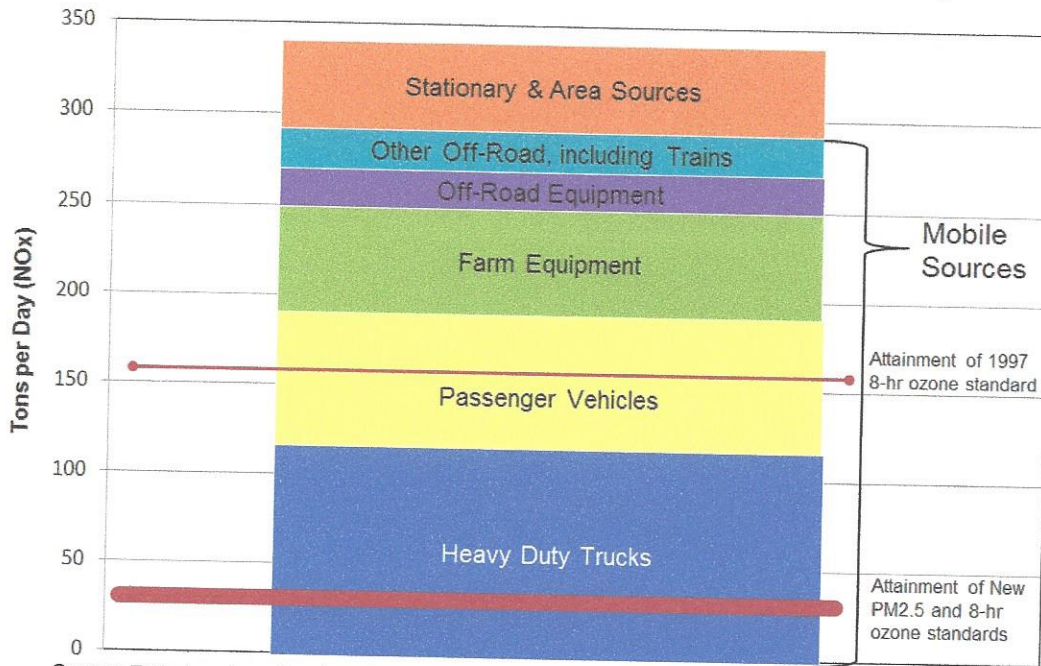 350
300
250
200
150
100
50
0
Tons per Day (NOx)
Stationary & Area Sources
Other Off-Road, including Trains
Off-Road Equipment
Farm Equipment
Passenger Vehicles
Heavy Duty Trucks
Mobile
Sources
Attainment of 1997
8-hr ozone standard
Attainment of New
PM2.5 and 8-hr
ozone standards